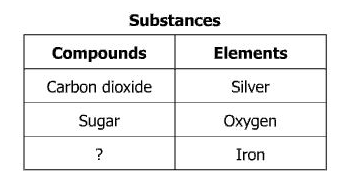 Substances
Compounds Elements
Carbon dioxide Silver
Sugar Oxygen
? Iron